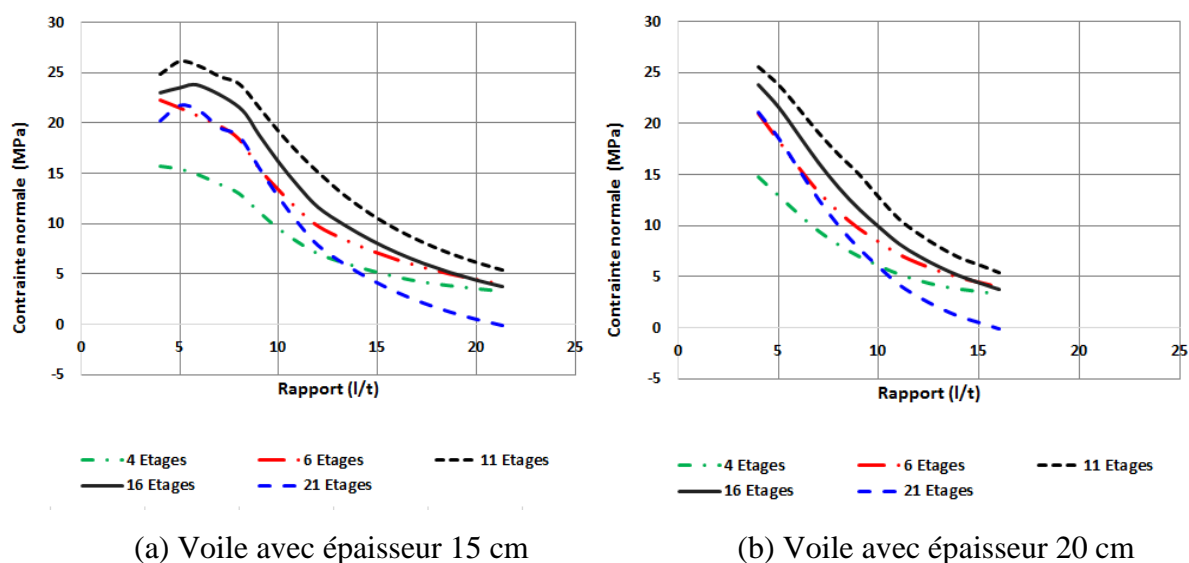 30
25
20
15
10
5
0
-5
Contrainte normale (MPa)
0 5 10 15 20 25
Rapport (l/t)
4 Etages 6 Etages 11 Etages
16 Etages 21 Etages
(a) Voile avec épaisseur 15 cm
30
25
20
15
10
5
0
-5
Contrainte normale (MPa)
0 5 10 15 20 25
Rapport (l/t)
4 Etages 6 Etages 11 Etages
16 Etages 21 Etages
(b) Voile avec épaisseur 20 cm